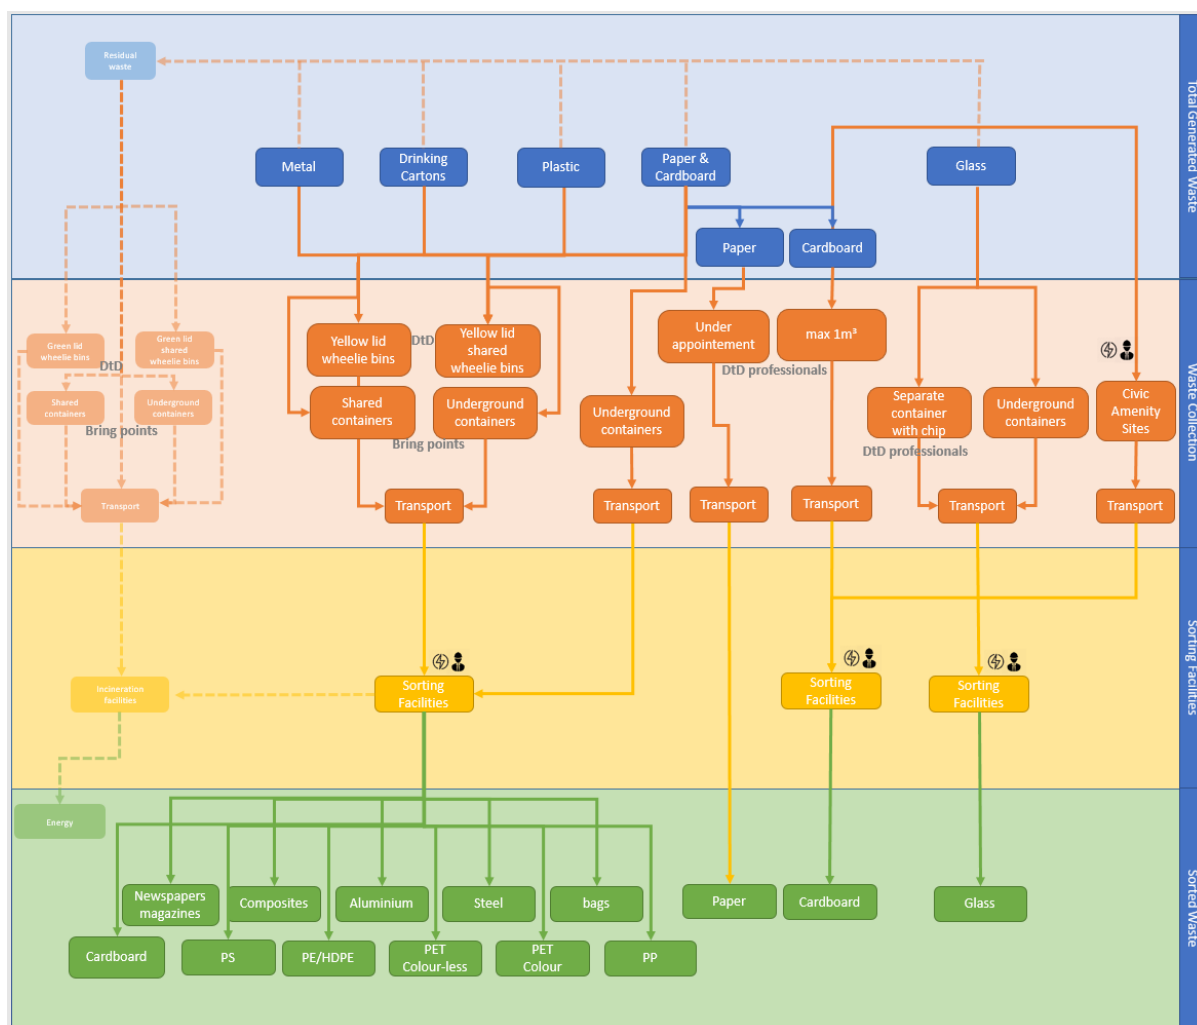 Residual
waste
Metal
Drinking
Cartons
Plastic
Paper &
Cardboard
Glass
Paper
Cardboard
Total Generated Waste
Green lid
wheelie bins
Green lid
shared
wheelie bins
DtD
Shared
containers
Underground
containers
Bring points
Transport
Yellow lid
wheelie bins
DtD
Yellow lid
shared
wheelie bins
Shared
containers
Underground
containers
Bring points
Transport
Underground
containers
Transport
Under
appointement
max 1m³
DtD professionals
Transport
Transport
Separate
container
with chip
Underground
containers
DtD professionals
Transport
Civic
Amenity
Sites
Transport
Waste Collection
Incineration
facilities
Sorting
Facilities
Sorting
Facilities
Sorting
Facilities
Sorting Facilities
Energy
Newspapers
magazines
Composites
Aluminium
Steel
bags
Paper
Cardboard
Glass
Cardboard
PS
PE/HDPE
PET
Colour-less
PET
Colour
PP
Sorted Waste